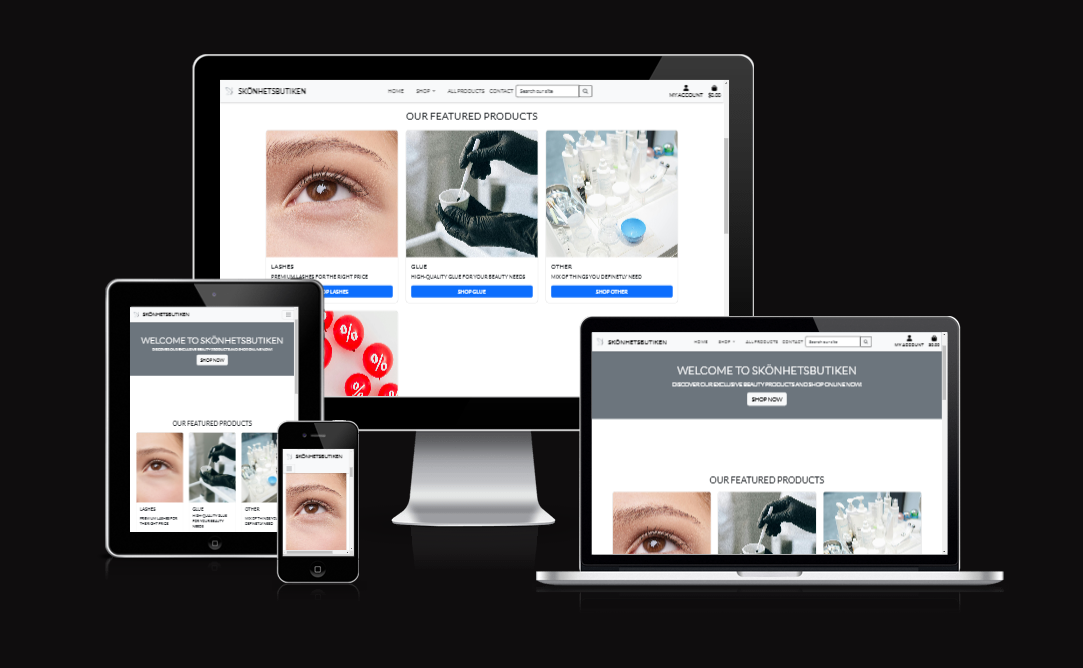 SKÖNHETSBUTIKEN HOME SHOP ALL PRODUCTS CONTACT Search our site MY ACCOUNT $0.00
OUR FEATURED PRODUCTS
LASHES GLUE OTHER
PREMIUM LASHES FOR THE RIGHT PRICE HIGH-QUALITY GLUE FOR YOUR BEAUTY NEEDS MIX OF THINGS YOU DEFINETLY NEED
SHOP LASHES SHOP GLUE SHOP OTHER
% % % %
SKÖNHETSBUTIKEN
WELCOME TO SKÖNHETSBUTIKEN
DISCOVER OUR EXCLUSIVE BEAUTY PRODUCTS AND SHOP ONLINE NOW!
SHOP NOW
OUR FEATURED PRODUCTS
LASHES GLUE OTHER
PREMIUM LASHES FOR HIGH-QUALITY GLUE MIX OF THINGS YOU
THE RIGHT PRICE FOR YOUR BEAUTY DEFINETLY NEED
NEEDS
SKÖNHETSBUTIKEN
SKÖNHETSBUTIKEN HOME SHOP ALL PRODUCTS CONTACT Search our site MY ACCOUNT $0.00
WELCOME TO SKÖNHETSBUTIKEN
DISCOVER OUR EXCLUSIVE BEAUTY PRODUCTS AND SHOP ONLINE NOW!
SHOP NOW
OUR FEATURED PRODUCTS